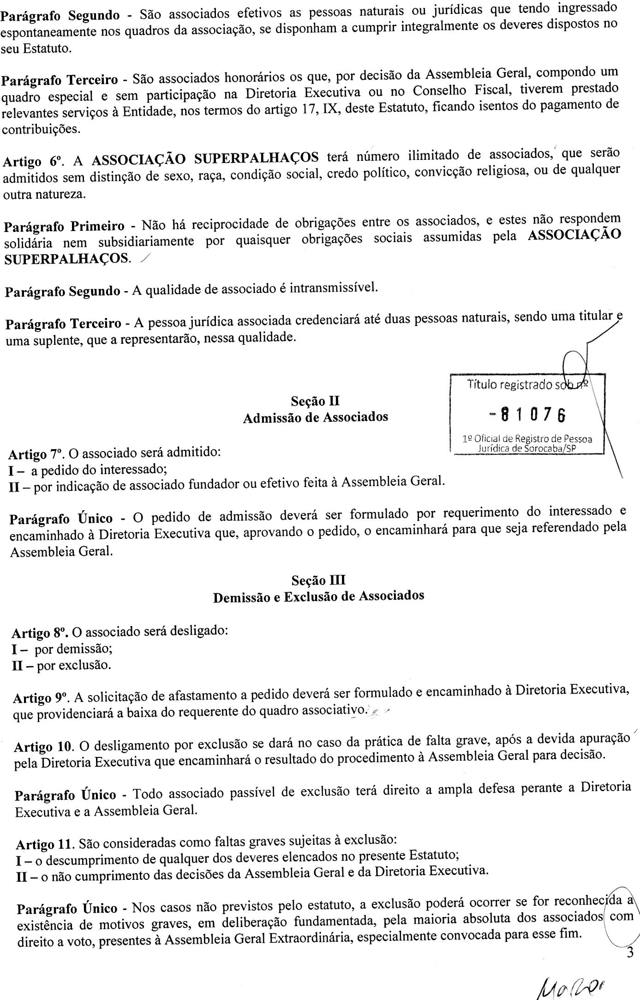 Parágrafo Segundo - São associados efetivos as pessoas naturais ou jurídicas que tendo ingressado
espontaneamente nos quadros da associação, se disponham a cumprir integralmente os deveres dispostos no
seu Estatuto.
Parágrafo Terceiro - São associados honorários os que, por decisão da Assembleia Geral, compondo um
quadro especial e sem participação na Diretoria Executiva ou no Conselho Fiscal, tiverem prestado
relevantes serviços à Entidade, nos termos do artigo 17, IX, deste Estatuto, ficando isentos do pagamento de
contribuições.
Artigo 6º. A ASSOCIAÇÃO SUPERPALHAÇOS terá número ilimitado de associados, que serão
admitidos sem distinção de sexo, raça, condição social, credo político, convicção religiosa, ou de qualquer
outra natureza.
Parágrafo Primeiro - Não há reciprocidade de obrigações entre os associados, e estes não respondem
solidária nem subsidiariamente por quaisquer obrigações sociais assumidas pela ASSOCIAÇÃO
SUPERPALHAÇOS.
Parágrafo Segundo - A qualidade de associado é intransmissível.
Parágrafo Terceiro - A pessoa jurídica associada credenciará até duas pessoas naturais, sendo uma titular e
uma suplente, que a representarão, nessa qualidade.
Título registrado sob nº
-81076
1º Oficial de Registro de Pessoa
Jurídica de Sorocaba/SP
Seção II
Admissão de Associados
Artigo 7º. O associado será admitido:
I – a pedido do interessado;
II – por indicação de associado fundador ou efetivo feita à Assembleia Geral.
Parágrafo Único - O pedido de admissão deverá ser formulado por requerimento do interessado e
encaminhado à Diretoria Executiva que, aprovando o pedido, o encaminhará para que seja referendado pela
Assembleia Geral.
Seção III
Demissão e Exclusão de Associados
Artigo 8º. O associado será desligado:
I – por demissão;
II – por exclusão.
Artigo 9º. A solicitação de afastamento a pedido deverá ser formulado e encaminhado à Diretoria Executiva,
que providenciará a baixa do requerente do quadro associativo.
Artigo 10. O desligamento por exclusão se dará no caso da prática de falta grave, após a devida apuração
pela Diretoria Executiva que encaminhará o resultado do procedimento à Assembleia Geral para decisão.
Parágrafo Único - Todo associado passível de exclusão terá direito a ampla defesa perante a Diretoria
Executiva e a Assembleia Geral.
Artigo 11. São consideradas como faltas graves sujeitas à exclusão:
I – o descumprimento de qualquer dos deveres elencados no presente Estatuto;
II – o não cumprimento das decisões da Assembleia Geral e da Diretoria Executiva.
Parágrafo Único - Nos casos não previstos pelo estatuto, a exclusão poderá ocorrer se for reconhecida a
existência de motivos graves, em deliberação fundamentada, pela maioria absoluta dos associados com
direito a voto, presentes à Assembleia Geral Extraordinária, especialmente convocada para esse fim.
3